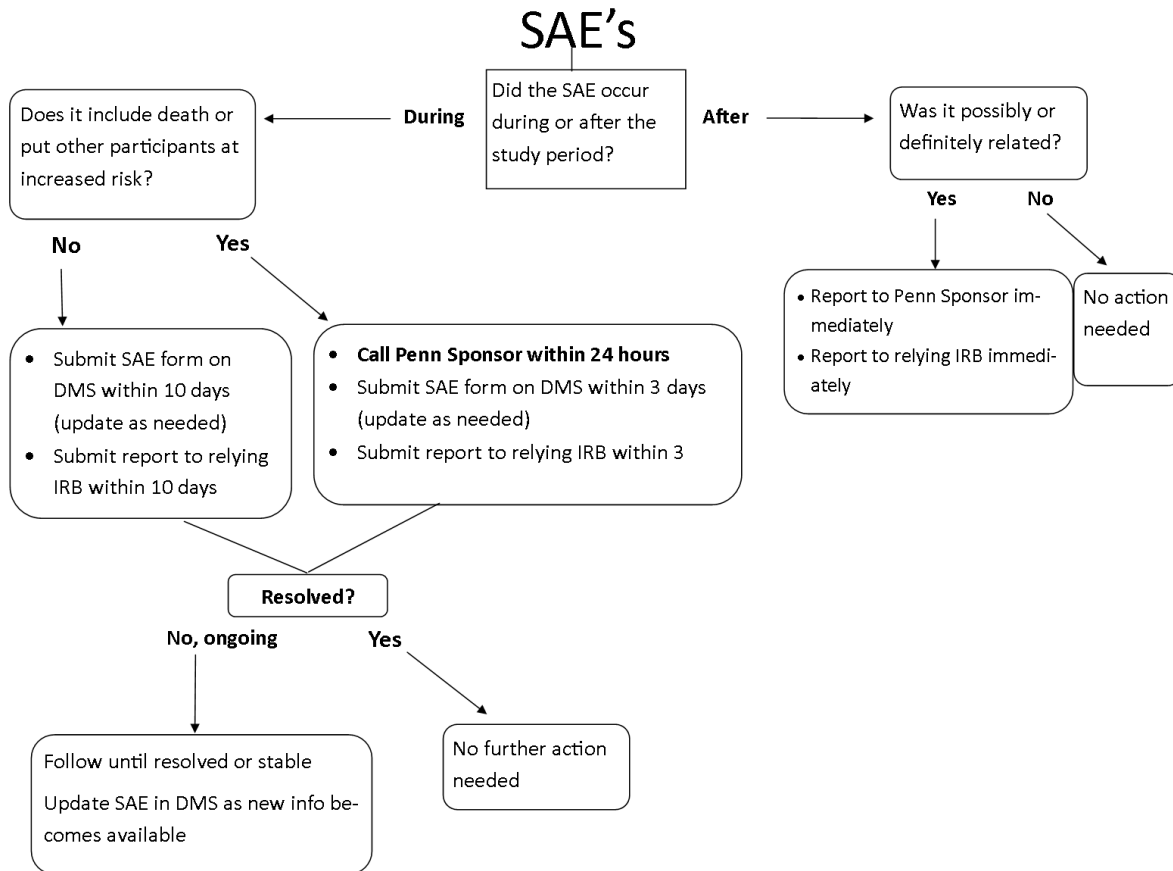 SAE's
Did the SAE occur
during or after the
study period?
During
After
Does it include death or
put other participants at
increased risk?
Was it possibly or
definitely related?
No
Yes
Yes
No
• Submit SAE form on
DMS within 10 days
(update as needed)
• Submit report to relying
IRB within 10 days
• Call Penn Sponsor within 24 hours
• Submit SAE form on DMS within 3 days
(update as needed)
• Submit report to relying IRB within 3
• Report to Penn Sponsor im-
mediately
• Report to relying IRB immedi-
ately
No action
needed
Resolved?
No, ongoing
Yes
Follow until resolved or stable
Update SAE in DMS as new info be-
comes available
No further action
needed